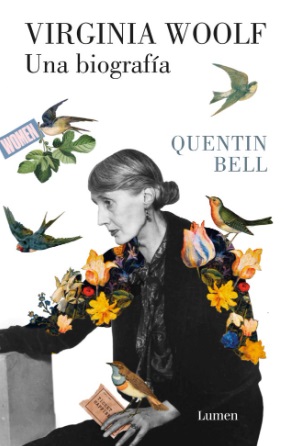 VIRGINIA WOOLF
Una biografía
WOMEN
QUENTIN
BELL
Lumen